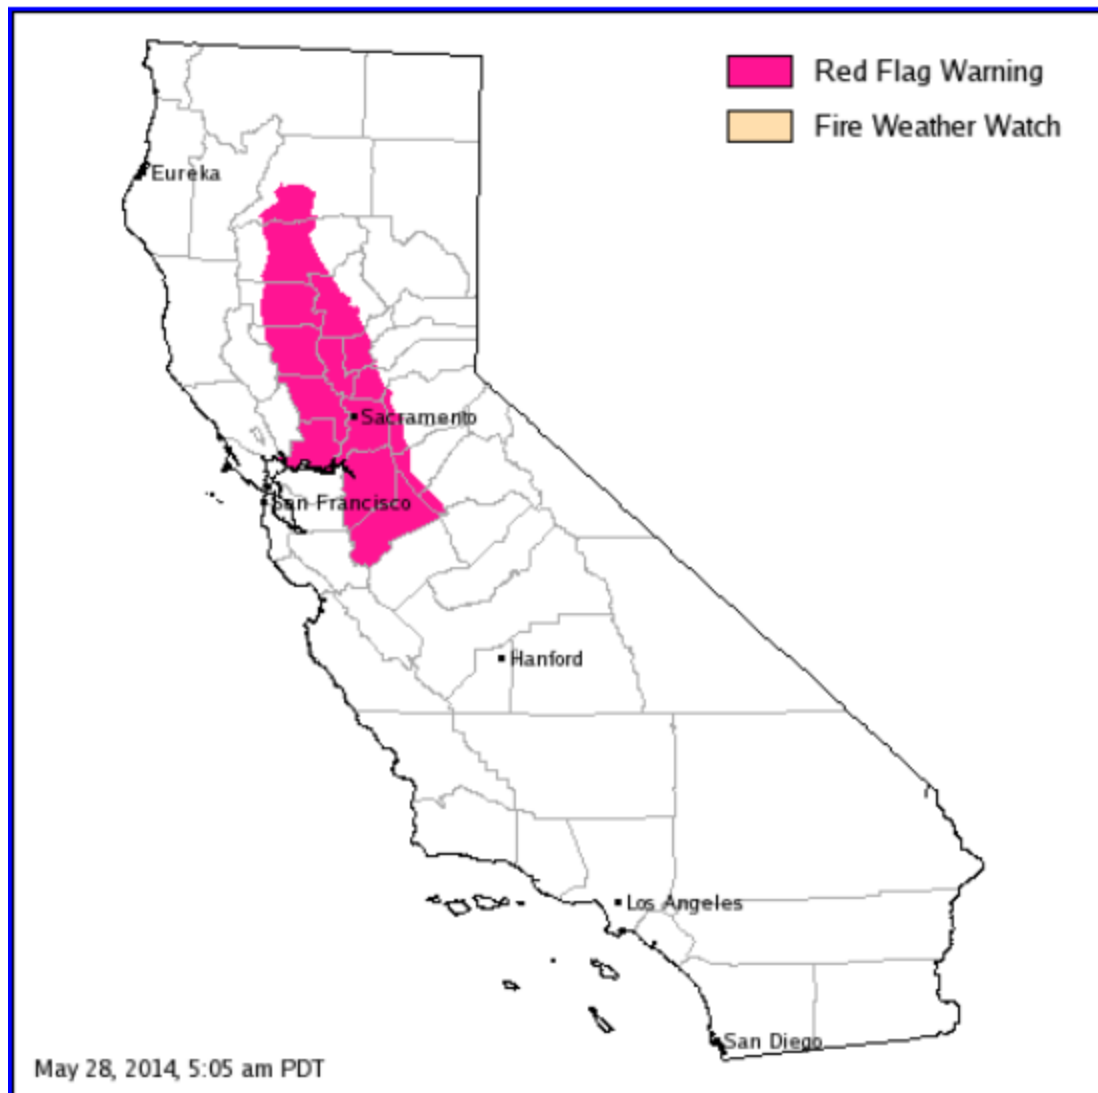 Red Flag Warning
Fire Weather Watch
Eureka
Sacramento
San Francisco
Hanford
Los Angeles
San Diego
May 28, 2014, 5:05 am PDT